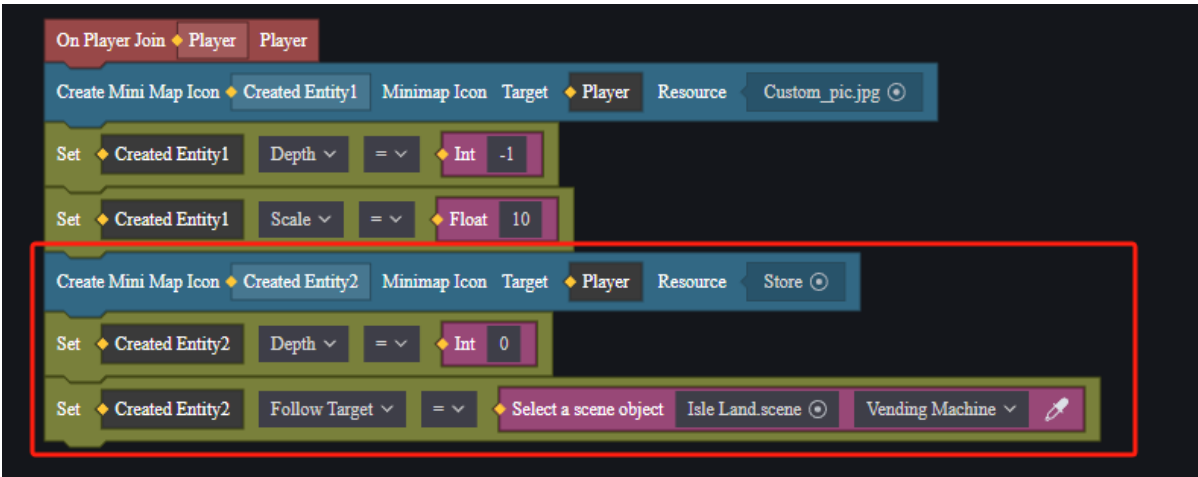 On Player Join Player Player
Create Mini Map Icon Created Entity1 Minimap Icon Target Player Resource Custom_pic.jpg
Set Created Entity1 Depth = Int -1
Set Created Entity1 Scale = Float 10
Create Mini Map Icon Created Entity2 Minimap Icon Target Player Resource Store
Set Created Entity2 Depth = Int 0
Set Created Entity2 Follow Target = Select a scene object Isle Land.scene Vending Machine